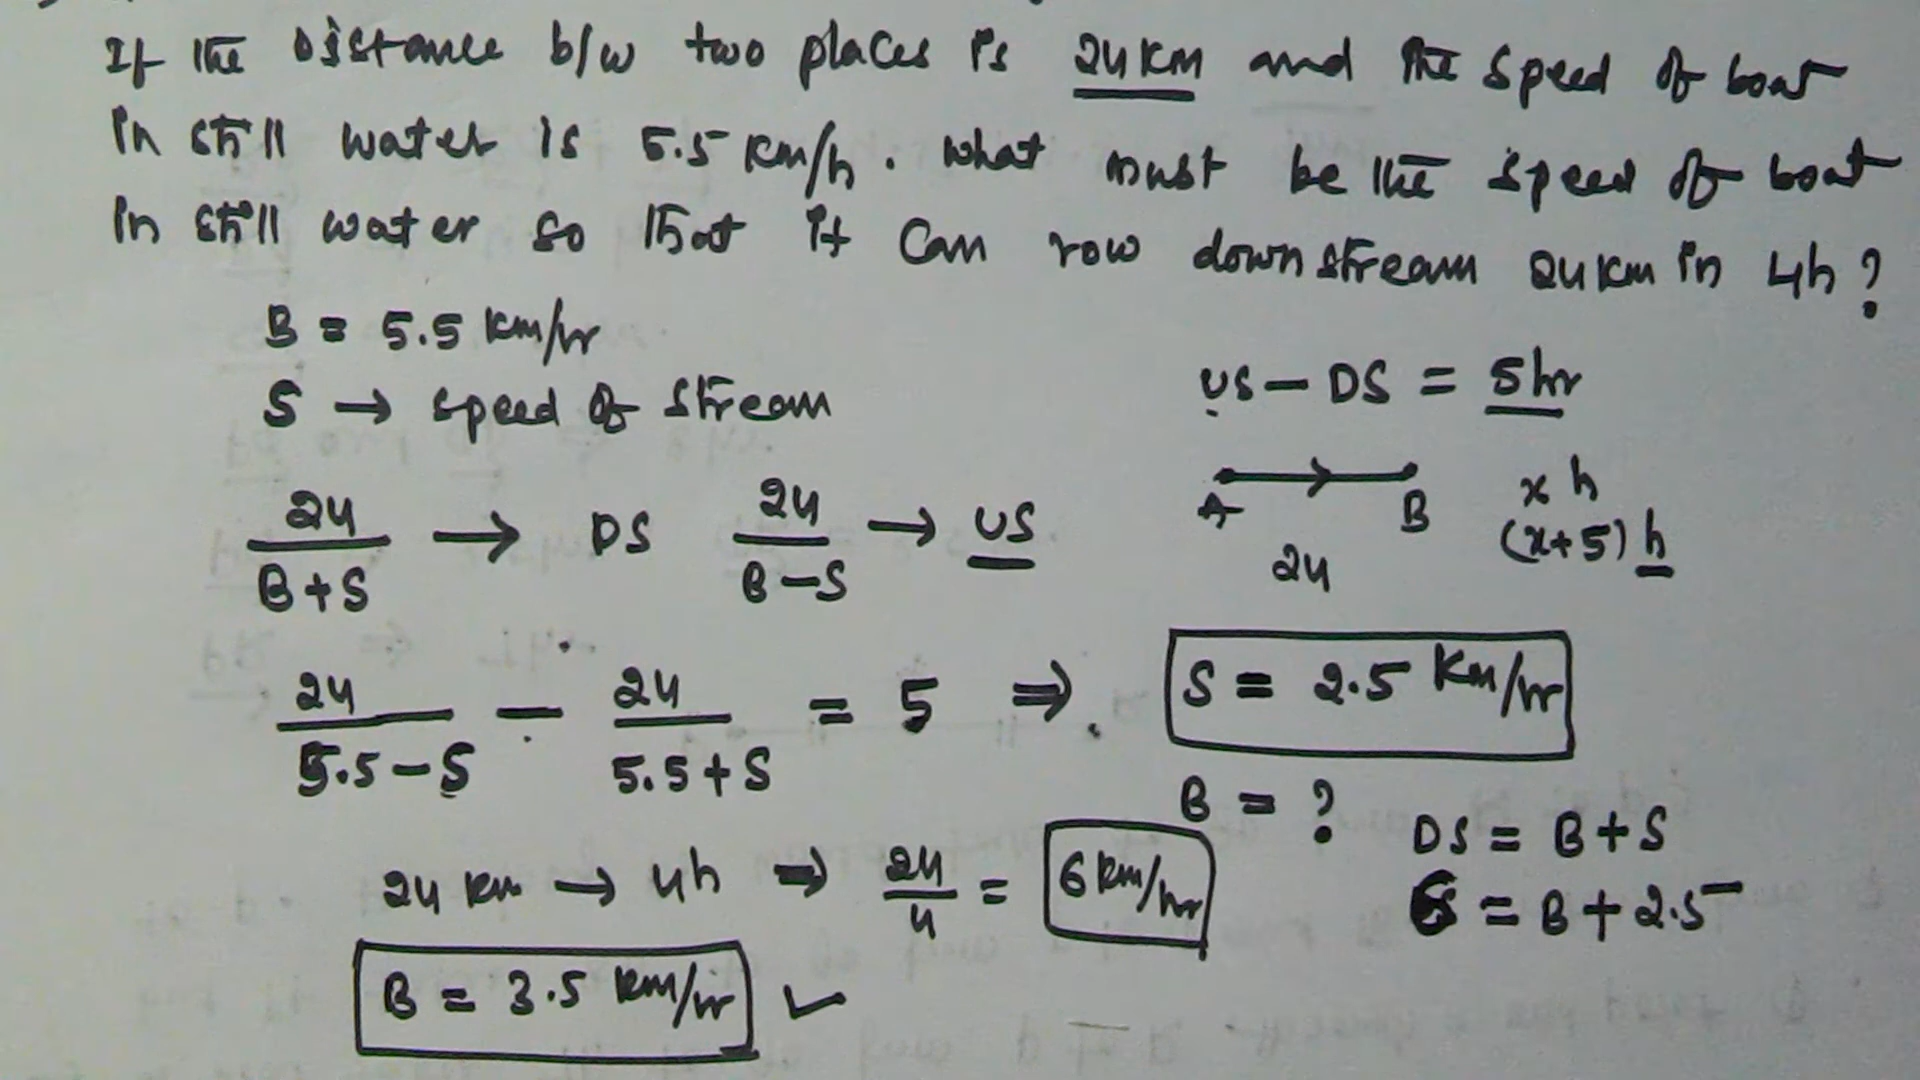 If the Distance b/w two places is 24 km and the speed of boat
in still water is 5.5 km/h. what must be the speed of boat
in still water so that it can row downstream 24 km in 4h?
B = 5.5 km/hr
S → speed of stream
US - DS = 5hr
24/(B+S) → DS 24/(B-S) → US
A B x h
24 (x+5) h
24/(5.5-S) - 24/(5.5+S) = 5 ⇒ S = 2.5 Km/hr
B = ? DS = B+S
24 km → 4h ⇒ 24/4 = 6 km/hr
6 = B + 2.5
B = 3.5 km/hr ✓